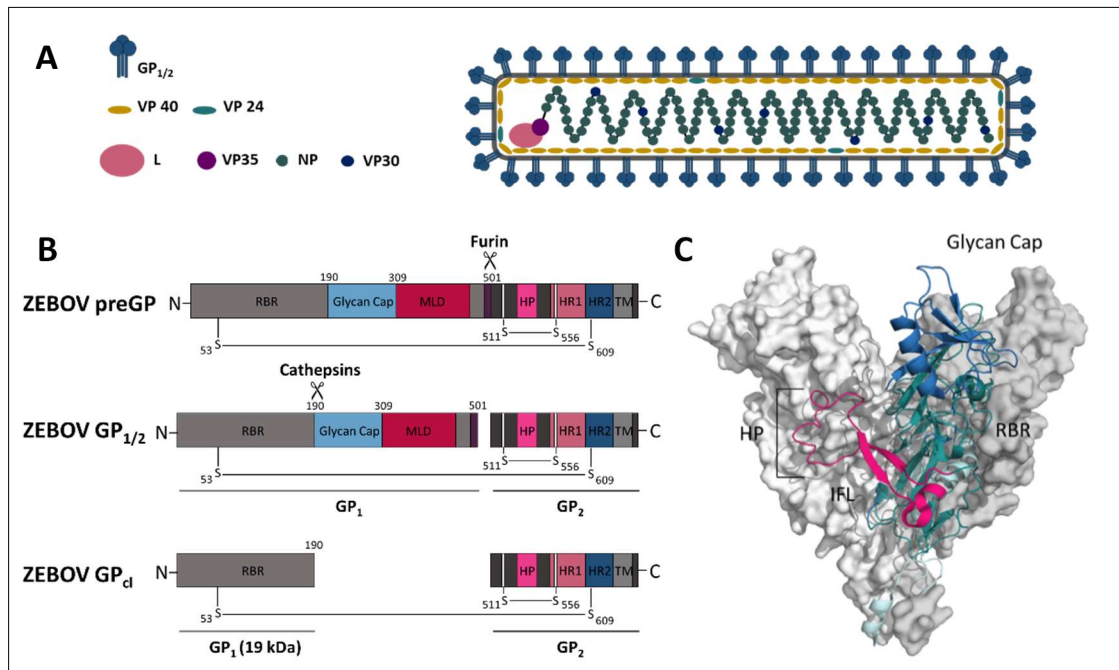 A
GP1/2
VP 40 VP 24
L VP35 NP VP30
B
Furin
190 309 501
ZEBOV preGP N RBR Glycan Cap MLD HP HR1 HR2 TM C
511 S S 556
53 S S 609
Cathepsins
190 309 501
ZEBOV GP1/2 N RBR Glycan Cap MLD HP HR1 HR2 TM C
511 S S 556
53 S S 609
GP1 GP2
190
ZEBOV GPcl N RBR HP HR1 HR2 TM C
511 S S 556
53 S S 609
GP1 (19 kDa) GP2
C
Glycan Cap
HP
RBR
IFL